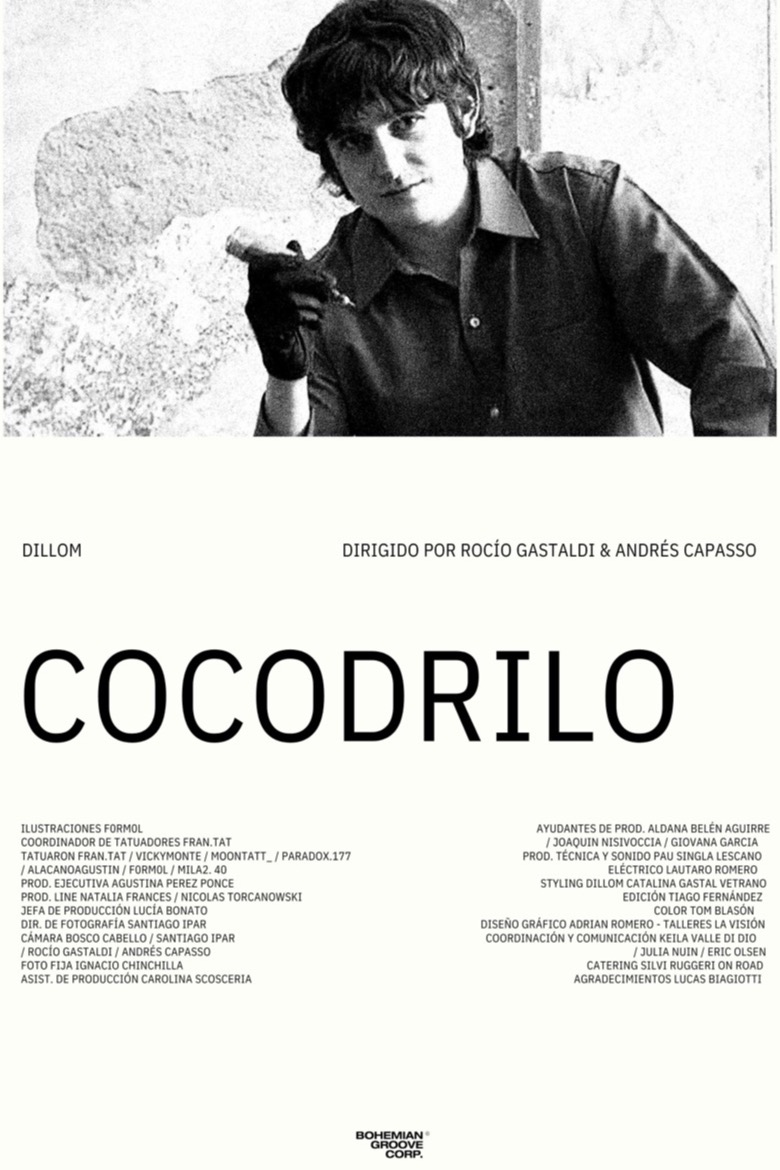 DILLOM
DIRIGIDO POR ROCÍO GASTALDI & ANDRÉS CAPASSO
COCODRILO
ILUSTRACIONES F0RM0L
COORDINADOR DE TATUADORES FRAN.TAT
TATUARON FRAN.TAT / VICKYMONTE / MOONTATT_ / PARADOX.177
/ ALACANOAGUSTIN / F0RM0L / MILA2. 40
PROD. EJECUTIVA AGUSTINA PEREZ PONCE
PROD. LINE NATALIA FRANCES / NICOLAS TORCANOWSKI
JEFA DE PRODUCCIÓN LUCÍA BONATO
DIR. DE FOTOGRAFÍA SANTIAGO IPAR
CÁMARA BOSCO CABELLO / SANTIAGO IPAR
/ ROCÍO GASTALDI / ANDRÉS CAPASSO
FOTO FIJA IGNACIO CHINCHILLA
ASIST. DE PRODUCCIÓN CAROLINA SCOSCERIA
AYUDANTES DE PROD. ALDANA BELÉN AGUIRRE
/ JOAQUIN NISIVOCCIA / GIOVANA GARCIA
PROD. TÉCNICA Y SONIDO PAU SINGLA LESCANO
ELÉCTRICO LAUTARO ROMERO
STYLING DILLOM CATALINA GASTAL VETRANO
EDICIÓN TIAGO FERNÁNDEZ
COLOR TOM BLASÓN
DISEÑO GRÁFICO ADRIAN ROMERO - TALLERES LA VISIÓN
COORDINACIÓN Y COMUNICACIÓN KEILA VALLE DI DIO
/ JULIA NUIN / ERIC OLSEN
CATERING SILVI RUGGERI ON ROAD
AGRADECIMIENTOS LUCAS BIAGIOTTI
BOHEMIAN®
GROOVE
CORP.